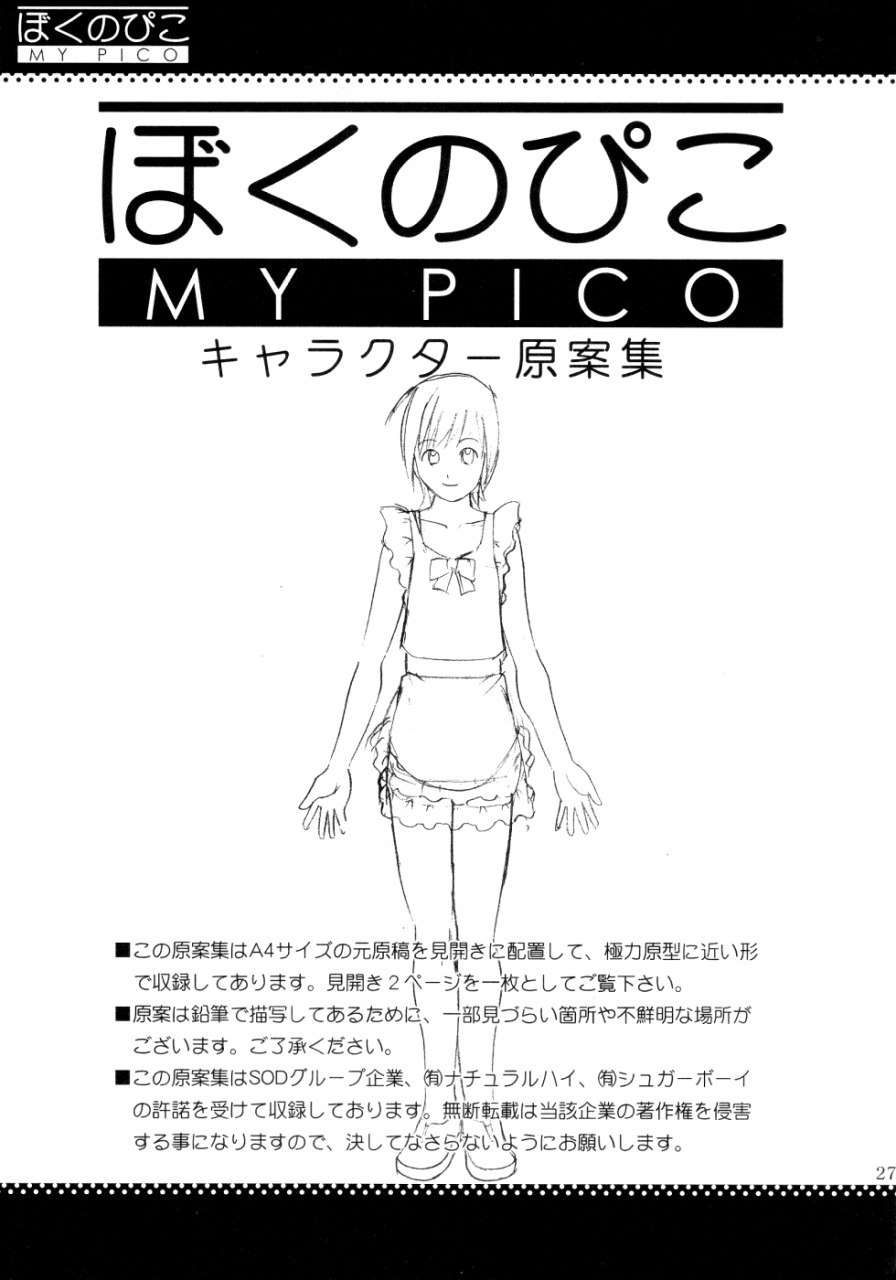 ぼくのぴこ
MY PICO
ぼくのぴこ
MY PICO
キャラクター原案集
■この原案集はA4サイズの元原稿を見開きに配置して、極力原型に近い形
で収録してあります。見開き2ページを一枚としてご覧下さい。
■原案は鉛筆で描写してあるために、一部見づらい箇所や不鮮明な場所が
ございます。ご了承ください。
■この原案集はSODグループ企業、㈲ナチュラルハイ、㈲シュガーボーイ
の許諾を受けて収録しております。無断転載は当該企業の著作権を侵害
する事になりますので、決してなさらないようにお願いします。
27